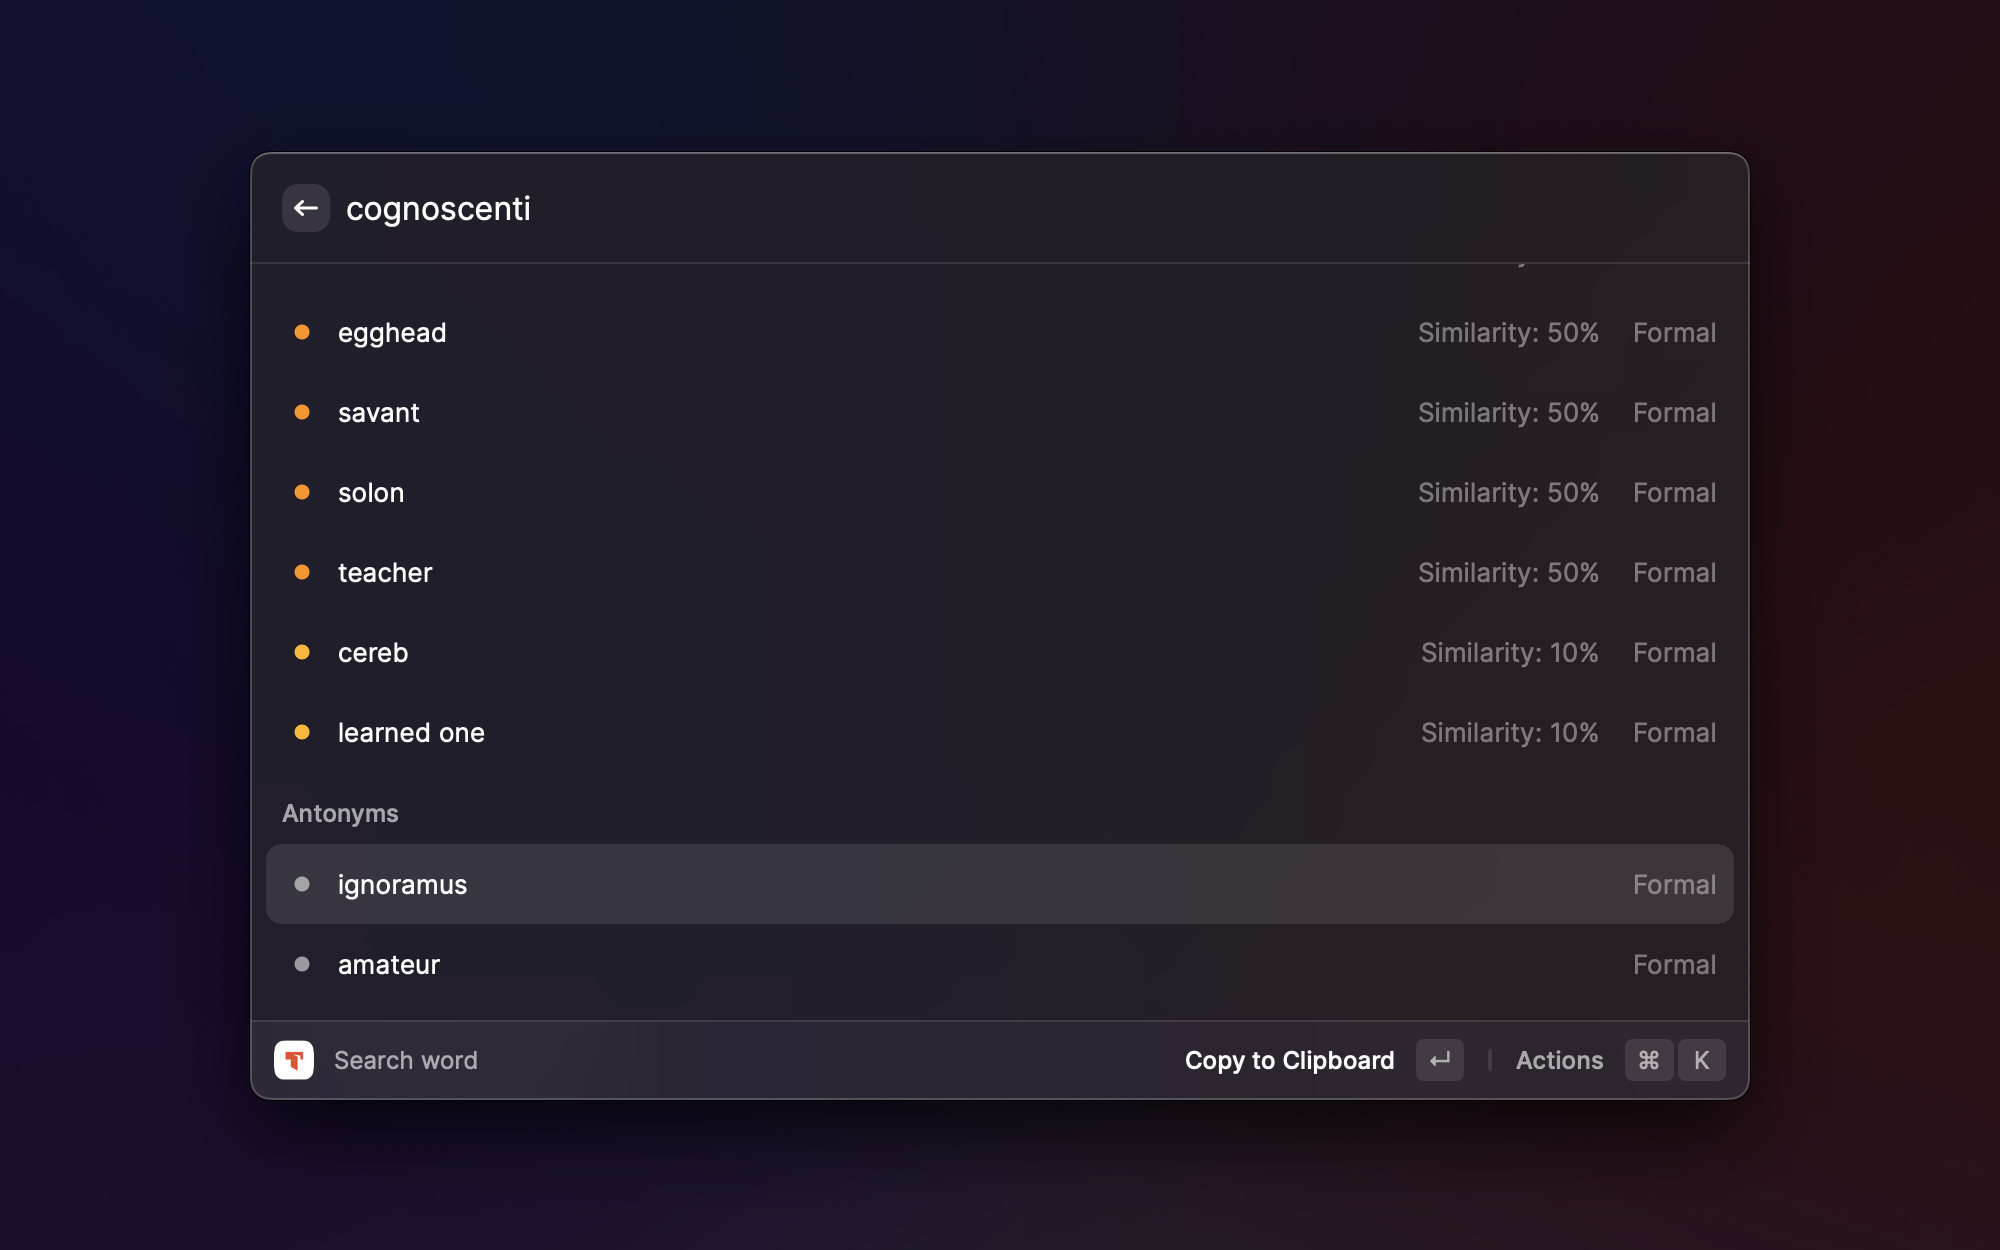 cognoscenti
egghead Similarity: 50% Formal
savant Similarity: 50% Formal
solon Similarity: 50% Formal
teacher Similarity: 50% Formal
cereb Similarity: 10% Formal
learned one Similarity: 10% Formal
Antonyms
ignoramus Formal
amateur Formal
Search word Copy to Clipboard ↵ Actions ⌘ K